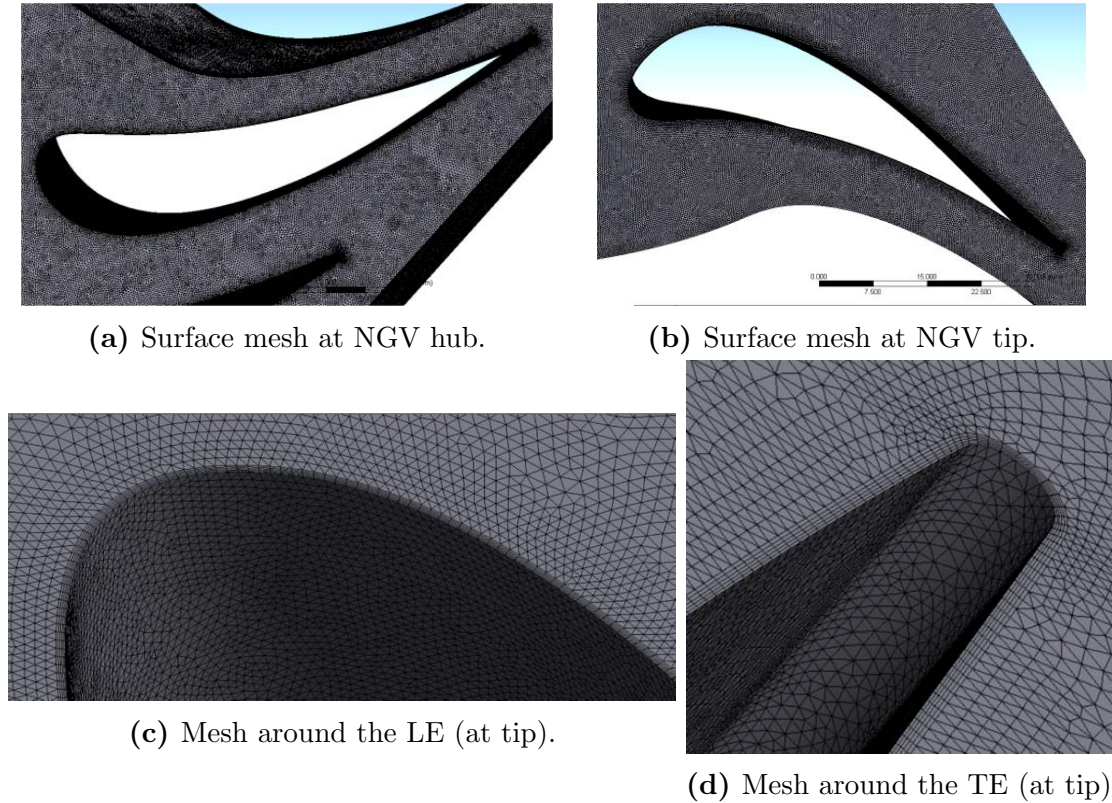 (a) Surface mesh at NGV hub.
0.000 15.000
7.500 22.500
(b) Surface mesh at NGV tip.
(c) Mesh around the LE (at tip).
(d) Mesh around the TE (at tip)